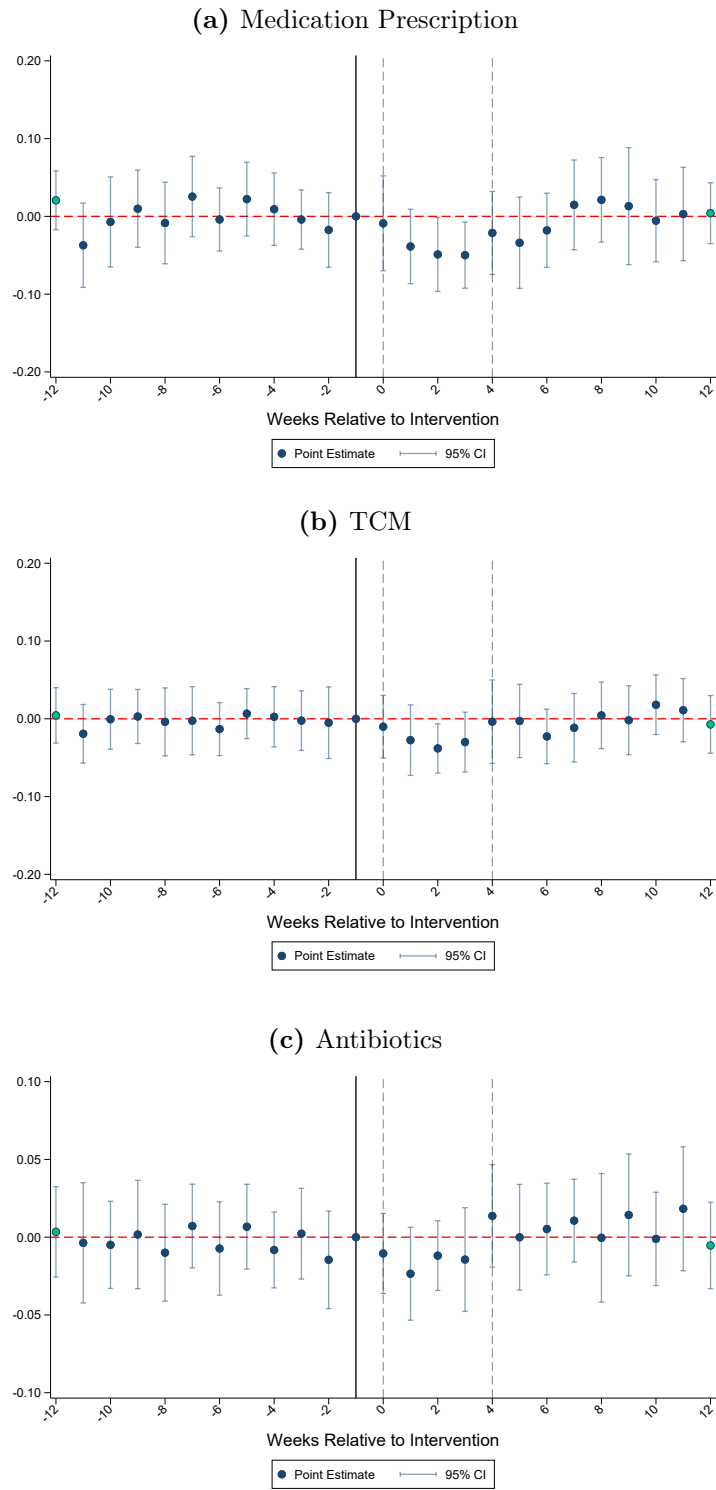 (a) Medication Prescription
0.20
0.10
0.00
-0.10
-0.20
-12 -10 -8 -6 -4 -2 0 2 4 6 8 10 12
Weeks Relative to Intervention
Point Estimate 95% CI
(b) TCM
0.20
0.10
0.00
-0.10
-0.20
-12 -10 -8 -6 -4 -2 0 2 4 6 8 10 12
Weeks Relative to Intervention
Point Estimate 95% CI
(c) Antibiotics
0.10
0.05
0.00
-0.05
-0.10
-12 -10 -8 -6 -4 -2 0 2 4 6 8 10 12
Weeks Relative to Intervention
Point Estimate 95% CI